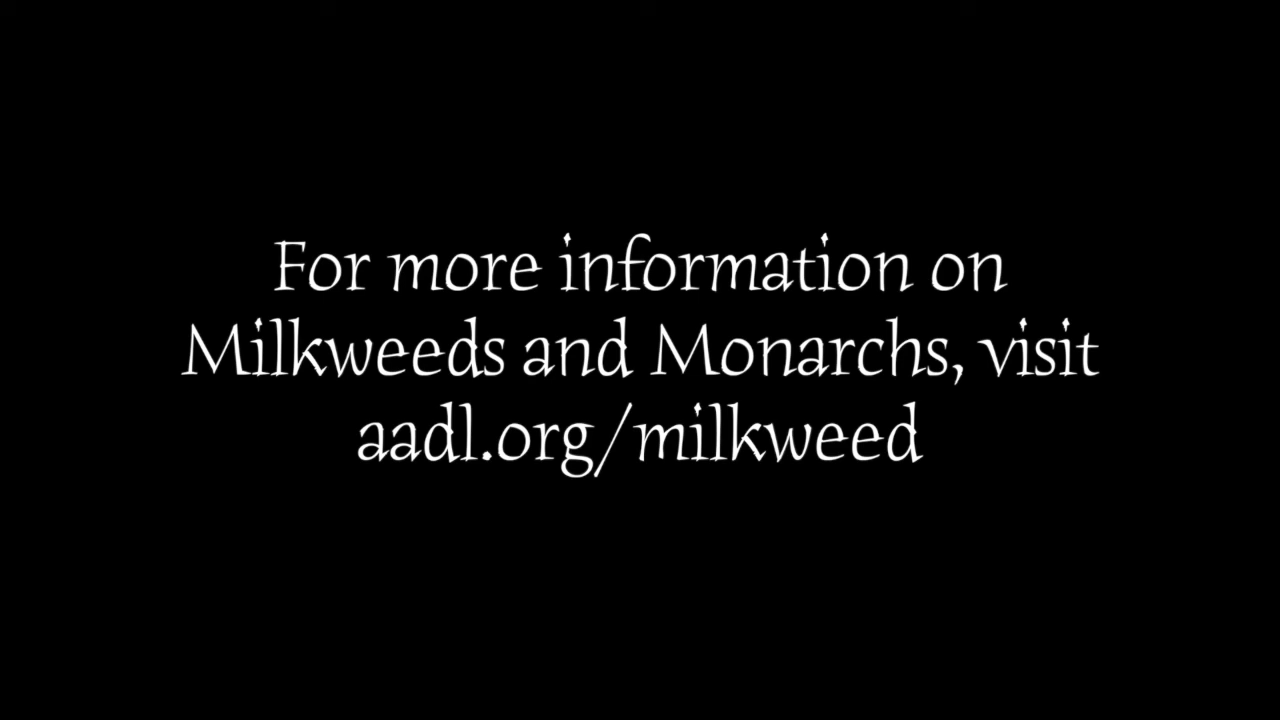 For more information on
Milkweeds and Monarchs, visit
aadl.org/milkweed